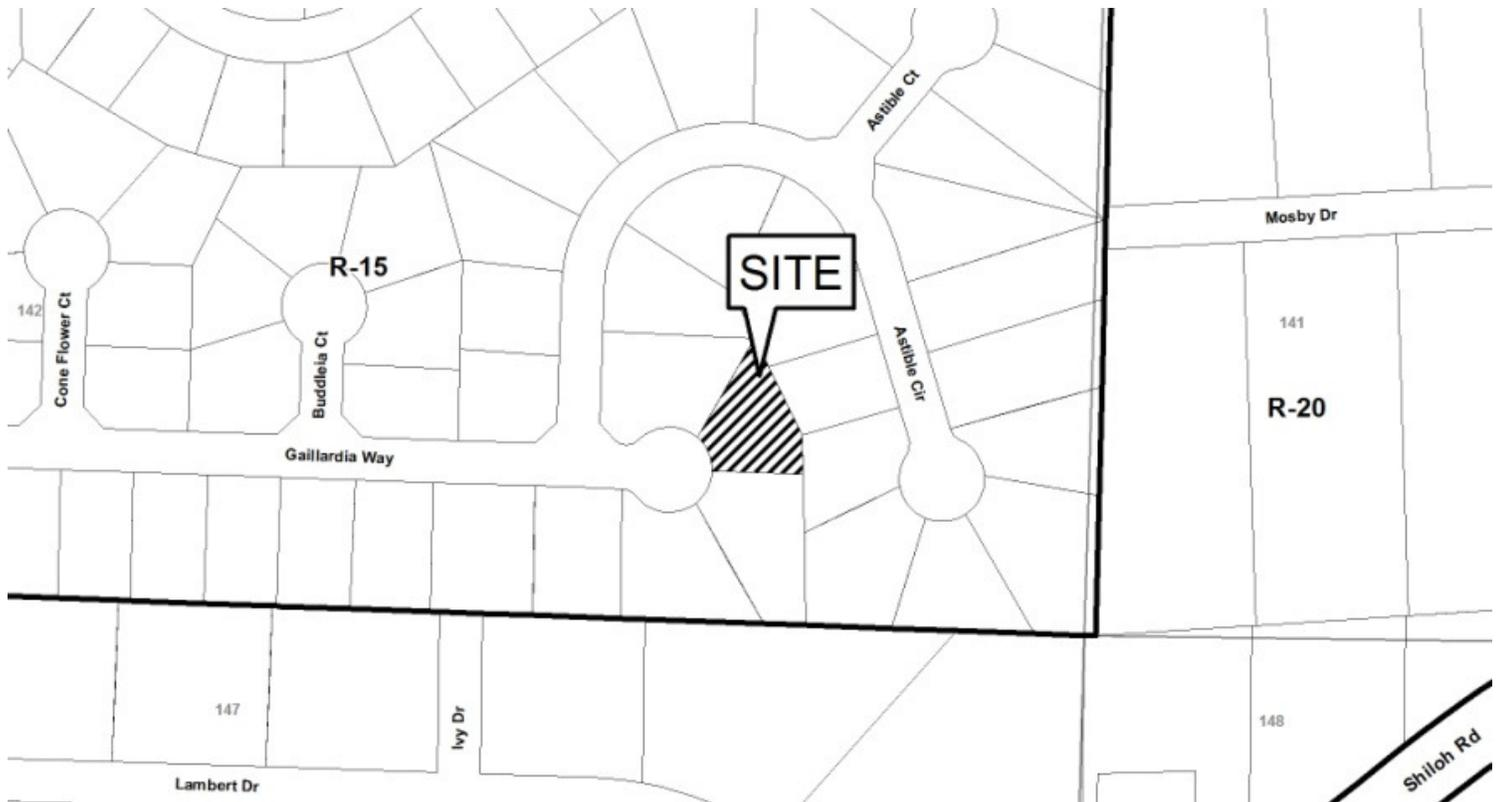 Astible Ct
Mosby Dr
R-15
SITE
142
Cone Flower Ct
Buddleia Ct
141
Astible Cir
R-20
Gaillardia Way
147
Ivy Dr
148
Shiloh Rd
Lambert Dr